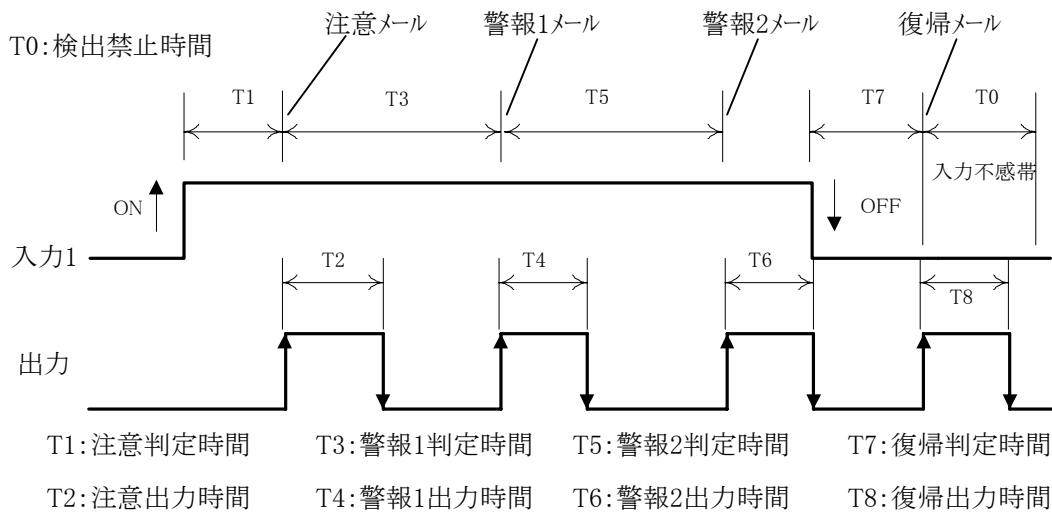 注意メール
警報1メール
警報2メール
復帰メール
T0:検出禁止時間
T1
T3
T5
T7
T0
入力不感帯
ON
OFF
入力1
T2
T4
T6
T8
出力
T1:注意判定時間
T3:警報1判定時間
T5:警報2判定時間
T7:復帰判定時間
T2:注意出力時間
T4:警報1出力時間
T6:警報2出力時間
T8:復帰出力時間